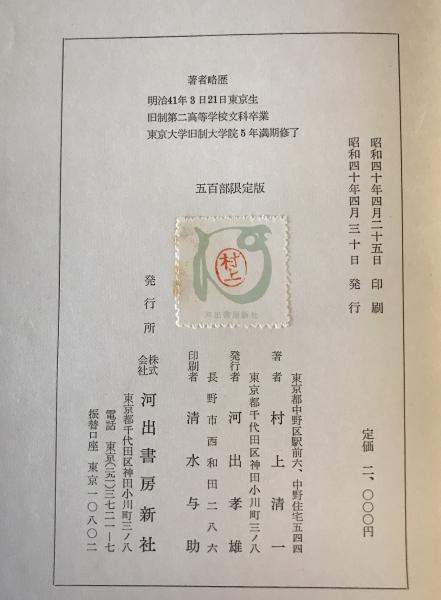 著者略歴
明治41年3日21日東京生
旧制第二高等学校文科卒業
東京大学旧制大学院5年満期修了
昭和四十年四月二十五日 印刷
昭和四十年四月三十日 発行
五百部限定版
村上
河出書房新社
定価 二、〇〇〇円
東京都中野区駅前六、中野住宅五四四
著者 村上清一
東京都千代田区神田小川町三ノ八
発行者 河出孝雄
長野市西和田二八六
印刷者 清水与助
発行所
株式会社 河出書房新社
東京都千代田区神田小川町三ノ八
電話 東京(元一)三七二一―七
振替口座 東京一〇八〇二